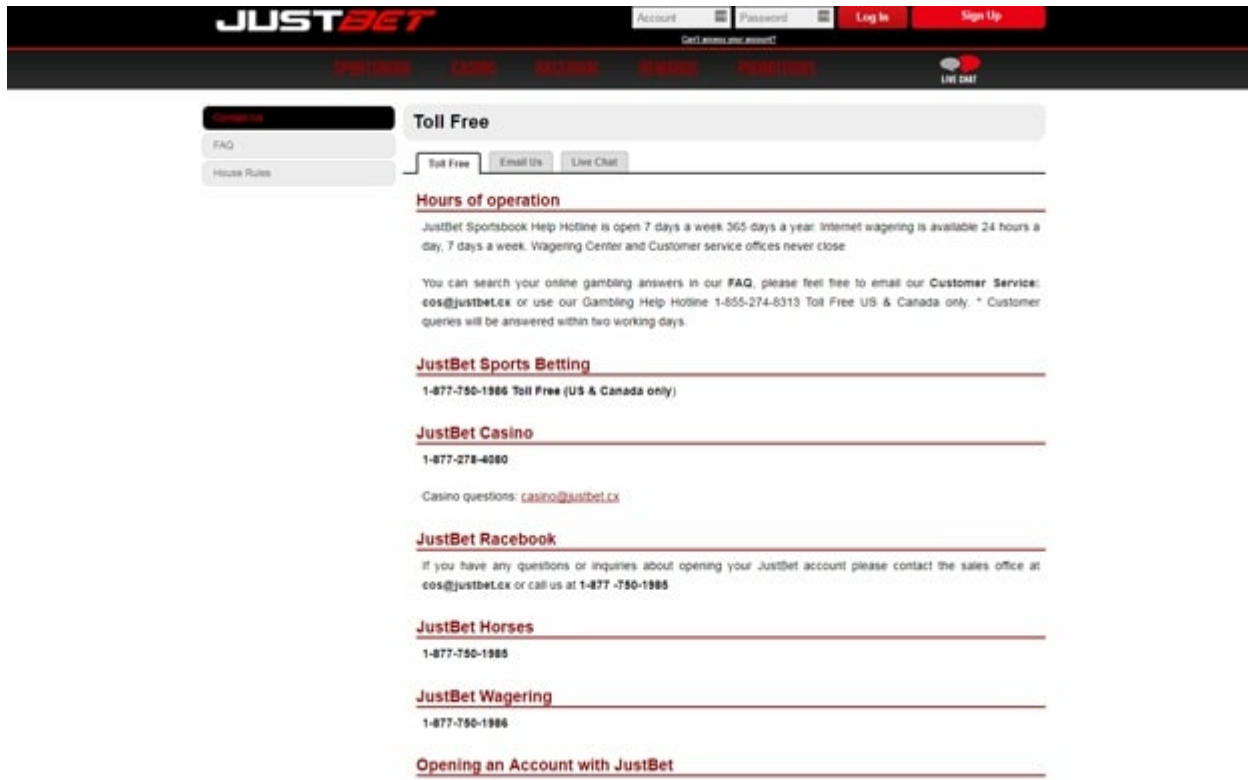 JUSTBET
Account
Password
Log In
Sign Up
Can't access your account?
SPORTSBOOK CASINO RACEBOOK REWARDS PROMOTIONS
LIVE CHAT
Contact Us
FAQ
House Rules
Toll Free
Toll Free Email Us Live Chat
Hours of operation
JustBet Sportsbook Help Hotline is open 7 days a week 365 days a year. Internet wagering is available 24 hours a
day, 7 days a week. Wagering Center and Customer service offices never close
You can search your online gambling answers in our FAQ, please feel free to email our Customer Service:
cos@justbet.cx or use our Gambling Help Hotline 1-855-274-8313 Toll Free US & Canada only. * Customer
queries will be answered within two working days.
JustBet Sports Betting
1-877-750-1986 Toll Free (US & Canada only)
JustBet Casino
1-877-278-4080
Casino questions: casino@justbet.cx
JustBet Racebook
If you have any questions or inquiries about opening your JustBet account please contact the sales office at
cos@justbet.cx or call us at 1-877 -750-1985
JustBet Horses
1-877-750-1985
JustBet Wagering
1-877-750-1986
Opening an Account with JustBet